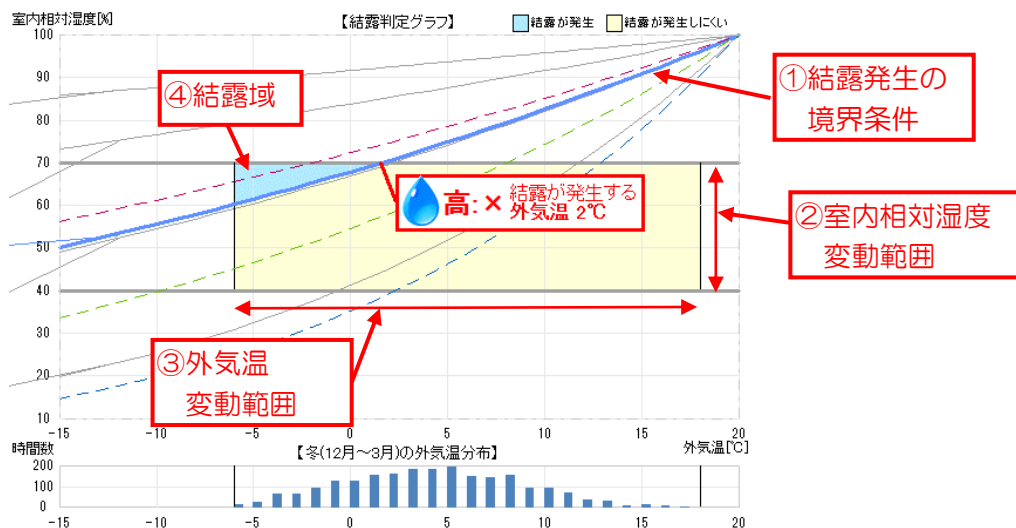 室内相対湿度[%]
【結露判定グラフ】
結露が発生
結露が発生しにくい
100
90
80
70
60
50
40
30
20
10
④結露域
①結露発生の
境界条件
高:×
結露が発生する
外気温 2℃
②室内相対湿度
変動範囲
③外気温
変動範囲
-15
-10
-5
0
5
10
15
20
時間数
【冬(12月～3月)の外気温分布】
外気温[℃]
200
100
0
-15
-10
-5
0
5
10
15
20